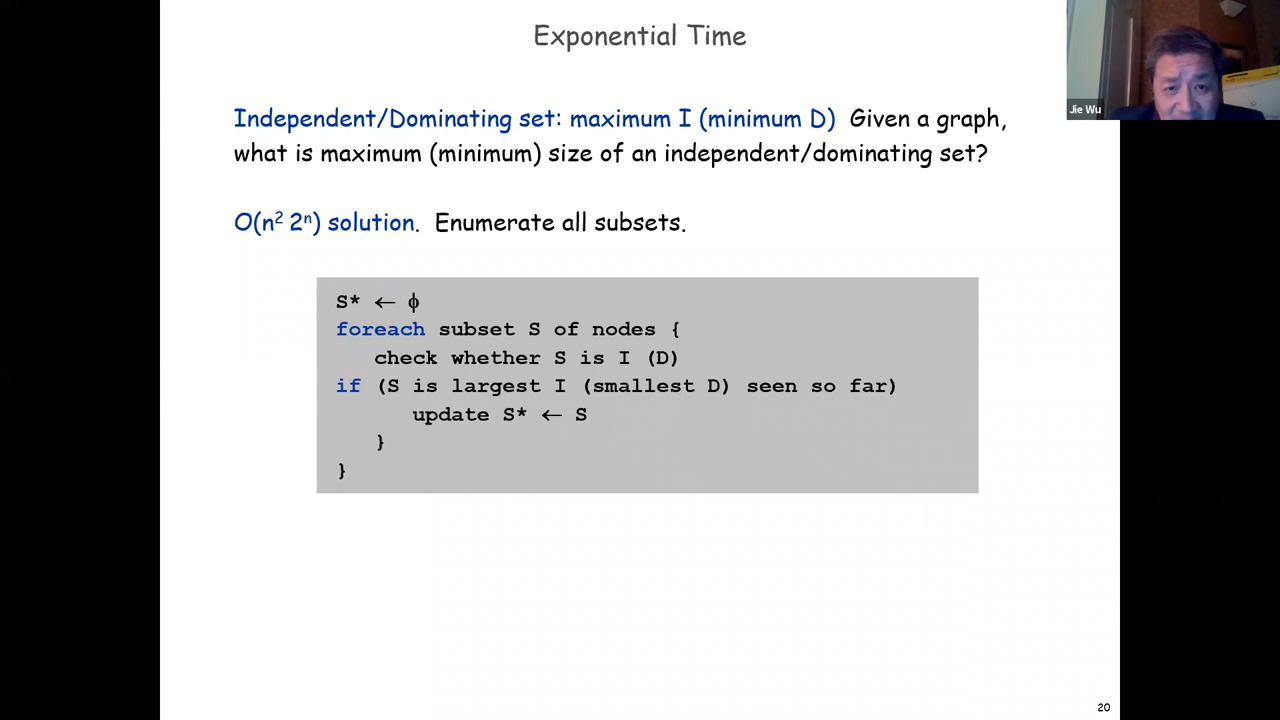 Exponential Time
Jie Wu
Independent/Dominating set: maximum I (minimum D)  Given a graph,
what is maximum (minimum) size of an independent/dominating set?
O(n² 2ⁿ) solution.  Enumerate all subsets.
S* ← ϕ
foreach subset S of nodes {
check whether S is I (D)
if (S is largest I (smallest D) seen so far)
update S* ← S
}
}
20